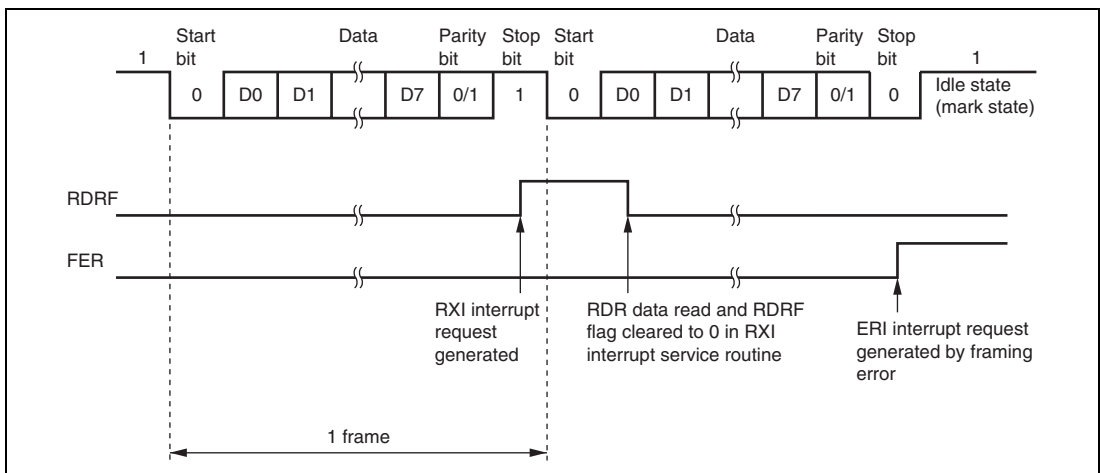 Start bit Data Parity bit Stop bit Start bit Data Parity bit Stop bit
1 1
0 D0 D1 D7 0/1 1 0 D0 D1 D7 0/1 0 Idle state (mark state)
RDRF
FER
RXI interrupt
request
generated
RDR data read and RDRF
flag cleared to 0 in RXI
interrupt service routine
ERI interrupt request
generated by framing
error
1 frame